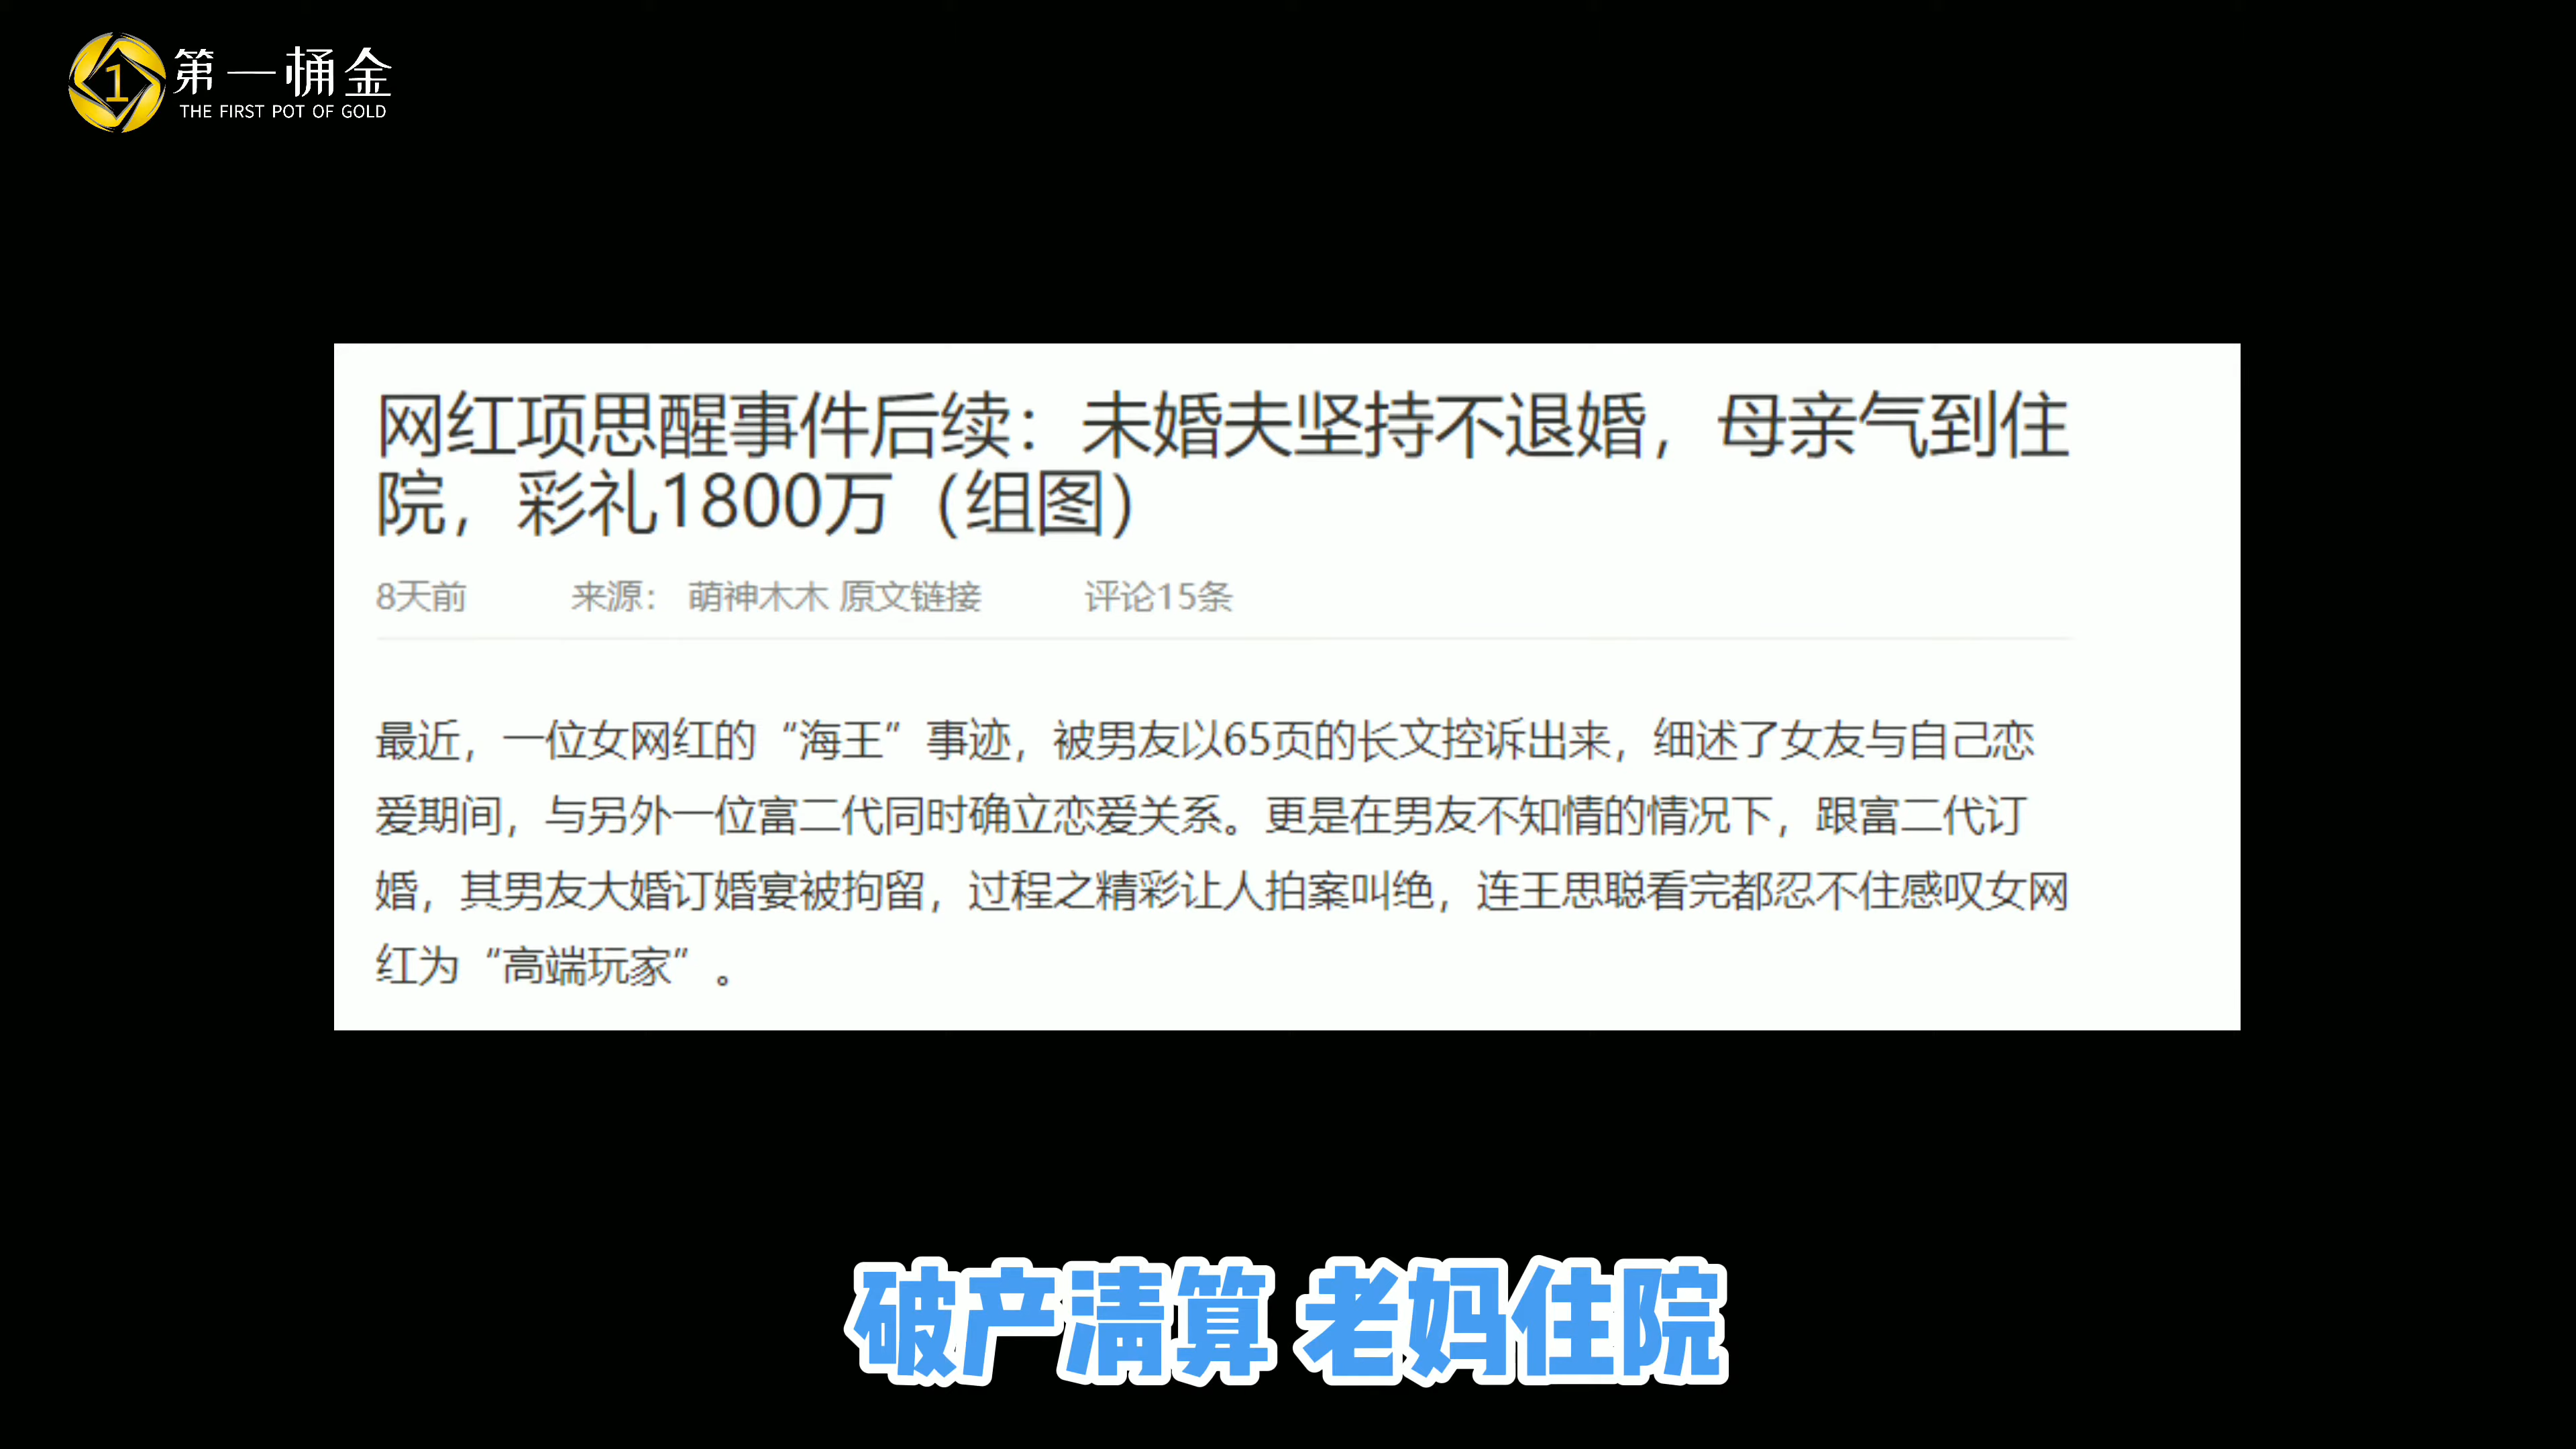 1
第一桶金
THE FIRST POT OF GOLD
网红项思醒事件后续：未婚夫坚持不退婚，母亲气到住
院，彩礼1800万（组图）
8天前 来源： 萌神木木 原文链接 评论15条
最近，一位女网红的“海王”事迹，被男友以65页的长文控诉出来，细述了女友与自己恋
爱期间，与另外一位富二代同时确立恋爱关系。更是在男友不知情的情况下，跟富二代订
婚，其男友大婚订婚宴被拘留，过程之精彩让人拍案叫绝，连王思聪看完都忍不住感叹女网
红为“高端玩家”。
破产清算 老妈住院